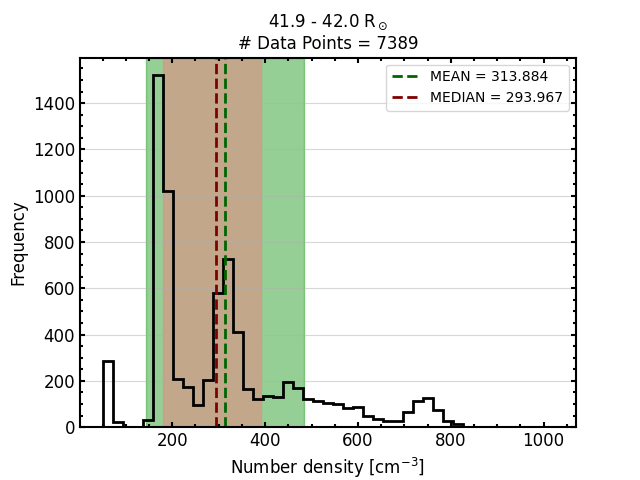 41.9 - 42.0 R⊙
# Data Points = 7389
MEAN = 313.884
MEDIAN = 293.967
Frequency
1400
1200
1000
800
600
400
200
0
200 400 600 800 1000
Number density [cm⁻³]